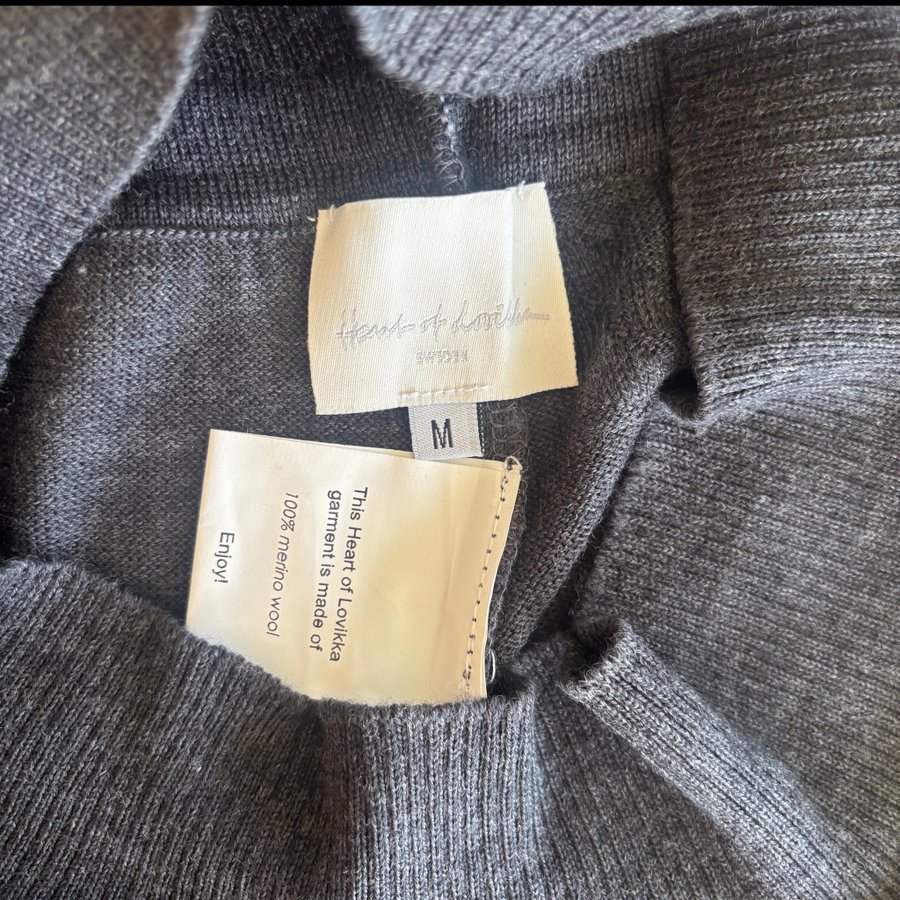 Heart of Lovikka
SWEDEN
M
This Heart of Lovikka
garment is made of
100% merino wool
Enjoy!